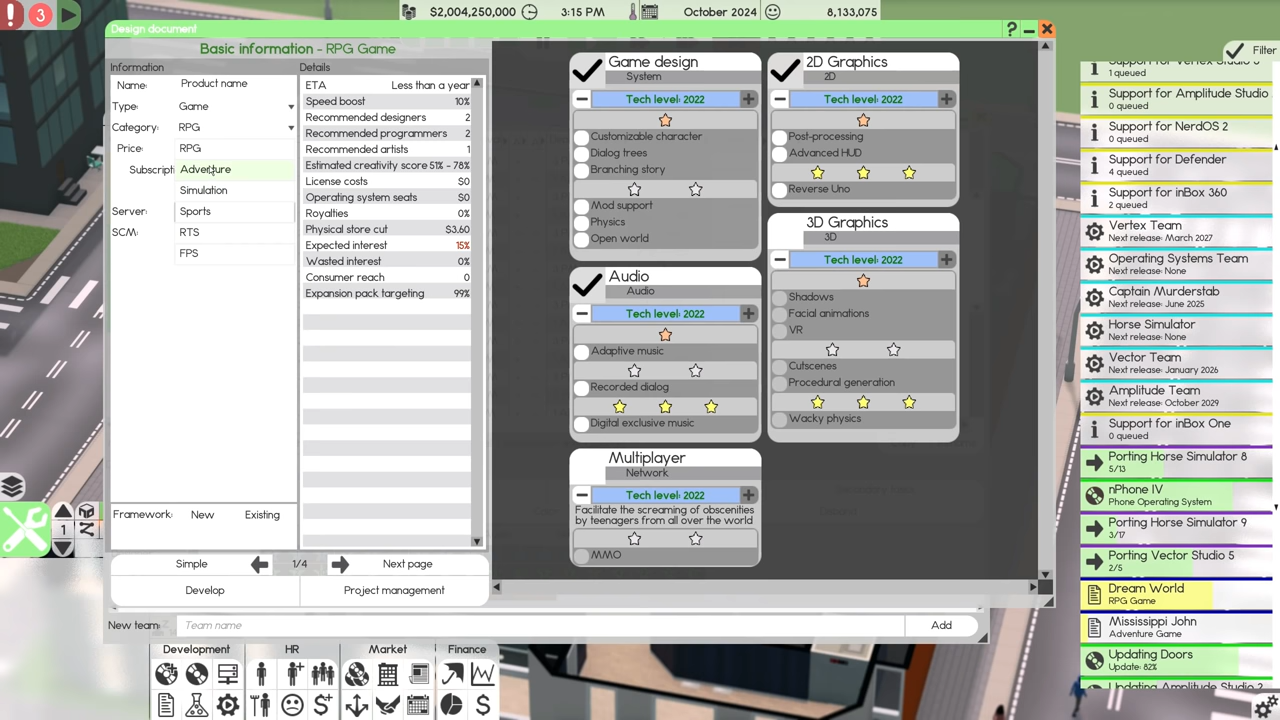 3
$2,004,250,000
3:15 PM
October 2024
8,133,075
Design document
?
Basic information - RPG Game
Information
Name: Product name
Type: Game
Category: RPG
Price: RPG
Subscripti Adventure
Simulation
Server: Sports
SCM: RTS
FPS
Framework: New Existing
Details
ETA Less than a year
Speed boost 10%
Recommended designers 2
Recommended programmers 2
Recommended artists 1
Estimated creativity score 51% - 78%
License costs $0
Operating system seats $0
Royalties 0%
Physical store cut $3.60
Expected interest 15%
Wasted interest 0%
Consumer reach 0
Expansion pack targeting 99%
Simple 1/4 Next page
Develop Project management
New team: Team name Add
Game design
System
Tech level: 2022
Customizable character
Dialog trees
Branching story
Mod support
Physics
Open world
Audio
Audio
Tech level: 2022
Adaptive music
Recorded dialog
Digital exclusive music
Multiplayer
Network
Tech level: 2022
Facilitate the screaming of obscenities
by teenagers from all over the world
MMO
2D Graphics
2D
Tech level: 2022
Post-processing
Advanced HUD
Reverse Uno
3D Graphics
3D
Tech level: 2022
Shadows
Facial animations
VR
Cutscenes
Procedural generation
Wacky physics
Filter
Support for Vertex Studio 5
1 queued
Support for Amplitude Studio
0 queued
Support for NerdOS 2
0 queued
Support for Defender
4 queued
Support for inBox 360
2 queued
Vertex Team
Next release: March 2027
Operating Systems Team
Next release: None
Captain Murderstab
Next release: June 2025
Horse Simulator
Next release: None
Vector Team
Next release: January 2026
Amplitude Team
Next release: October 2029
Support for inBox One
0 queued
Porting Horse Simulator 8
5/13
nPhone IV
Phone Operating System
Porting Horse Simulator 9
3/17
Porting Vector Studio 5
2/5
Dream World
RPG Game
Mississippi John
Adventure Game
Updating Doors
Update: 82%
Updating Amplitude Studio 2
1
Development HR Market Finance